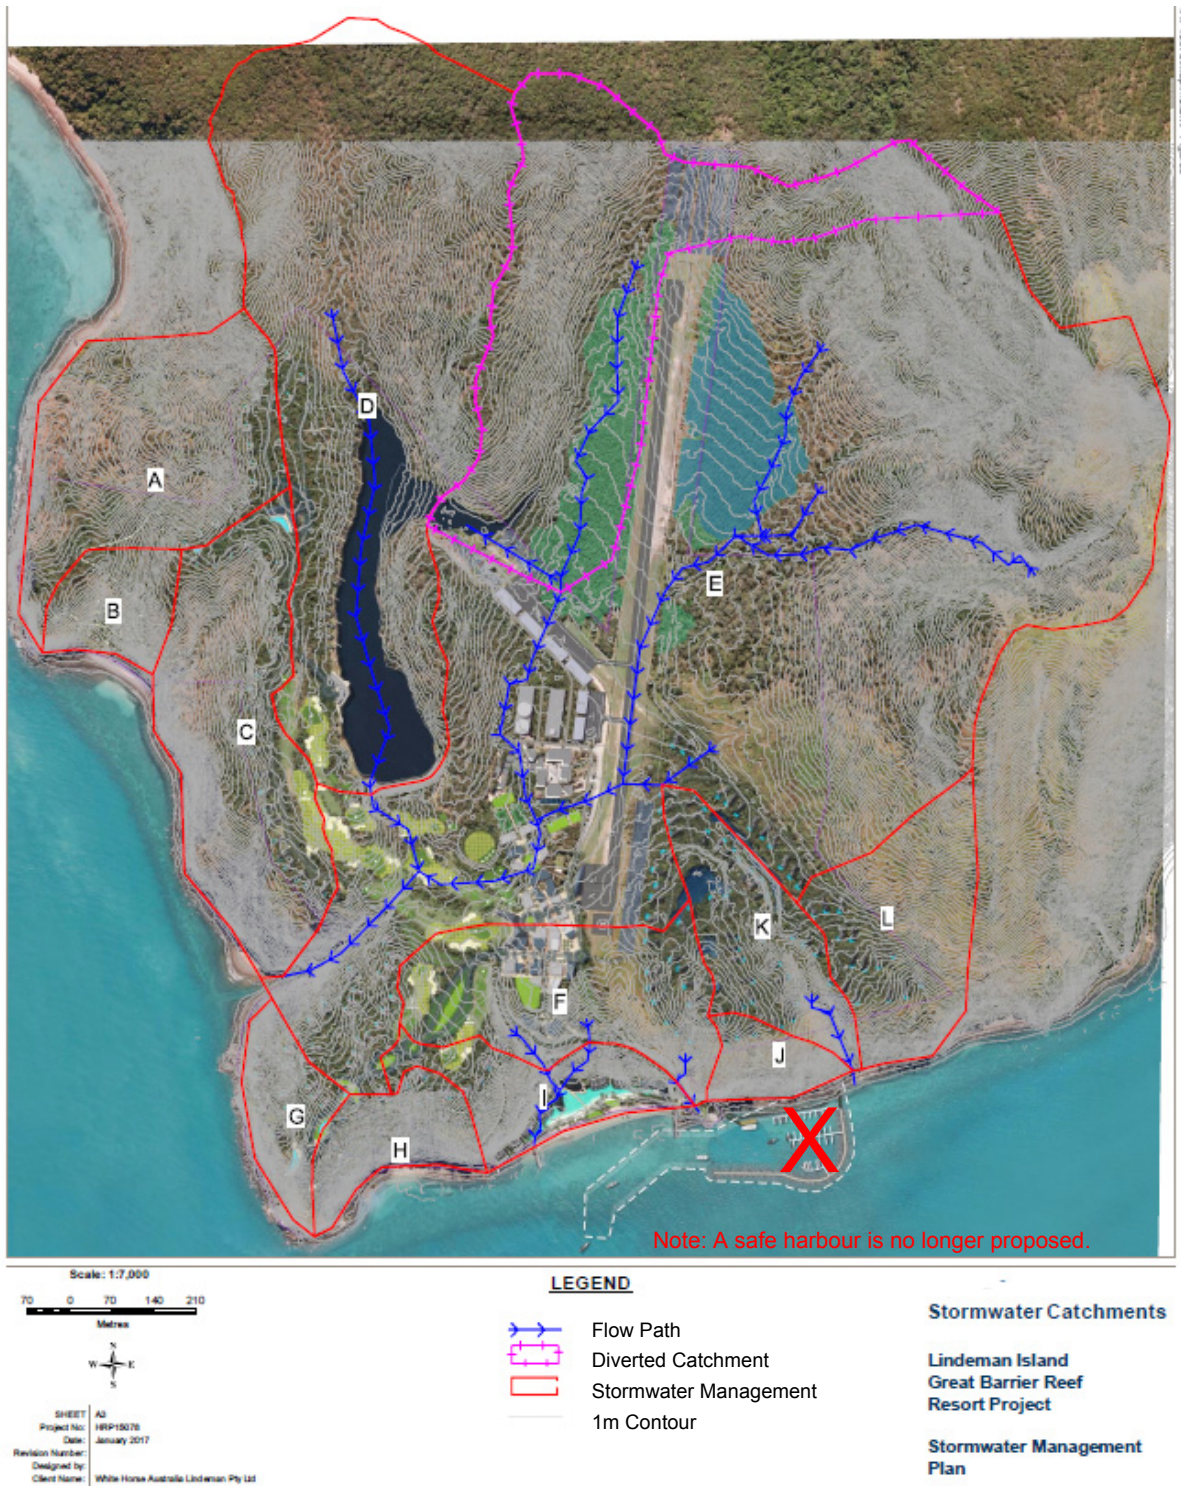 D
A
E
B
C
K
L
F
J
I
G
H
X
Note: A safe harbour is no longer proposed.
Scale: 1:7,000
70 0 70 140 210
Metres
N
W E
S
SHEET A3
Project No: HRP15078
Date: January 2017
Revision Number:
Designed by:
Client Name: White Horse Australia Lindeman Pty Ltd
LEGEND
Flow Path
Diverted Catchment
Stormwater Management
1m Contour
Stormwater Catchments
Lindeman Island
Great Barrier Reef
Resort Project
Stormwater Management
Plan